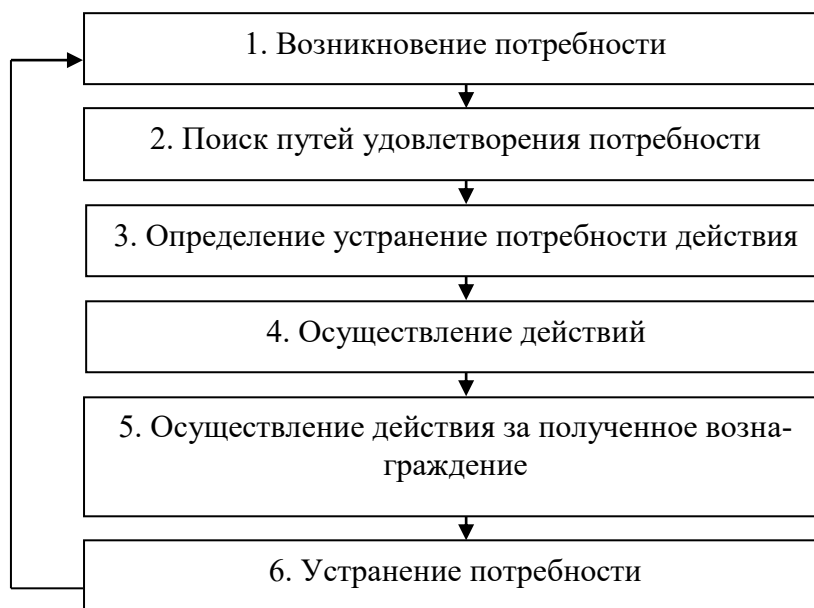 1. Возникновение потребности
2. Поиск путей удовлетворения потребности
3. Определение устранение потребности действия
4. Осуществление действий
5. Осуществление действия за полученное возна-
граждение
6. Устранение потребности